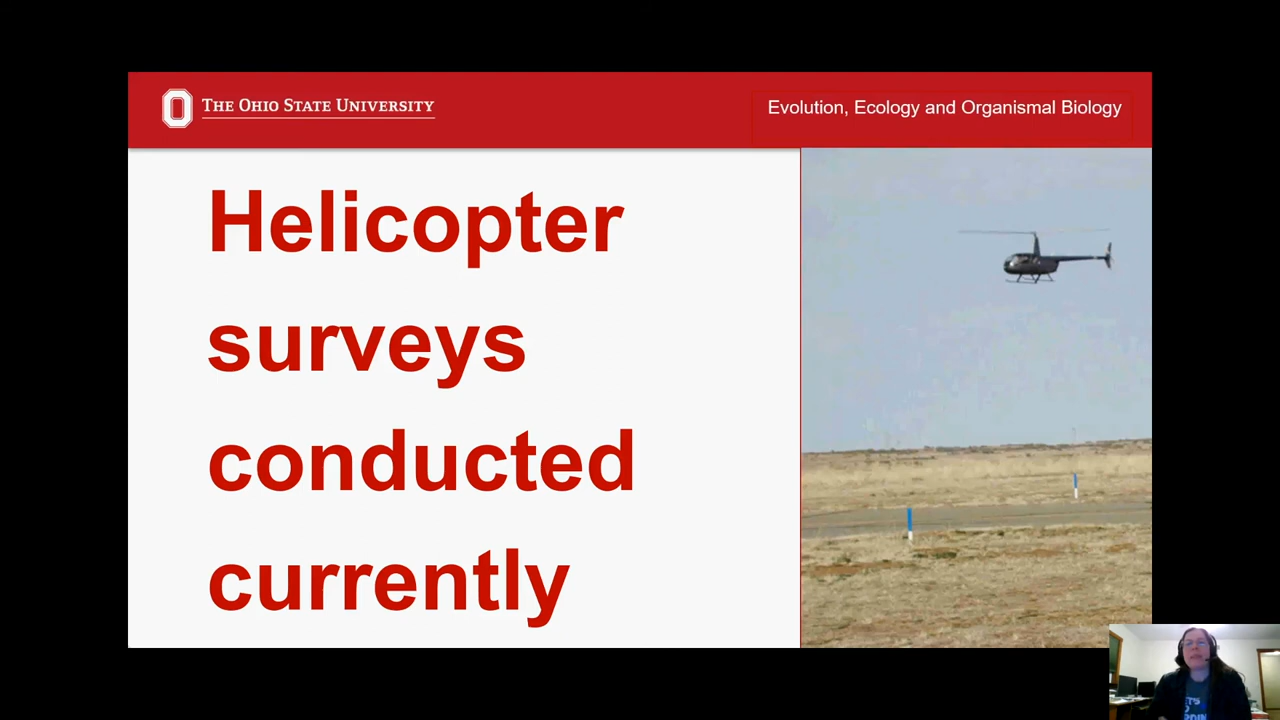 THE OHIO STATE UNIVERSITY
Evolution, Ecology and Organismal Biology
Helicopter
surveys
conducted
currently